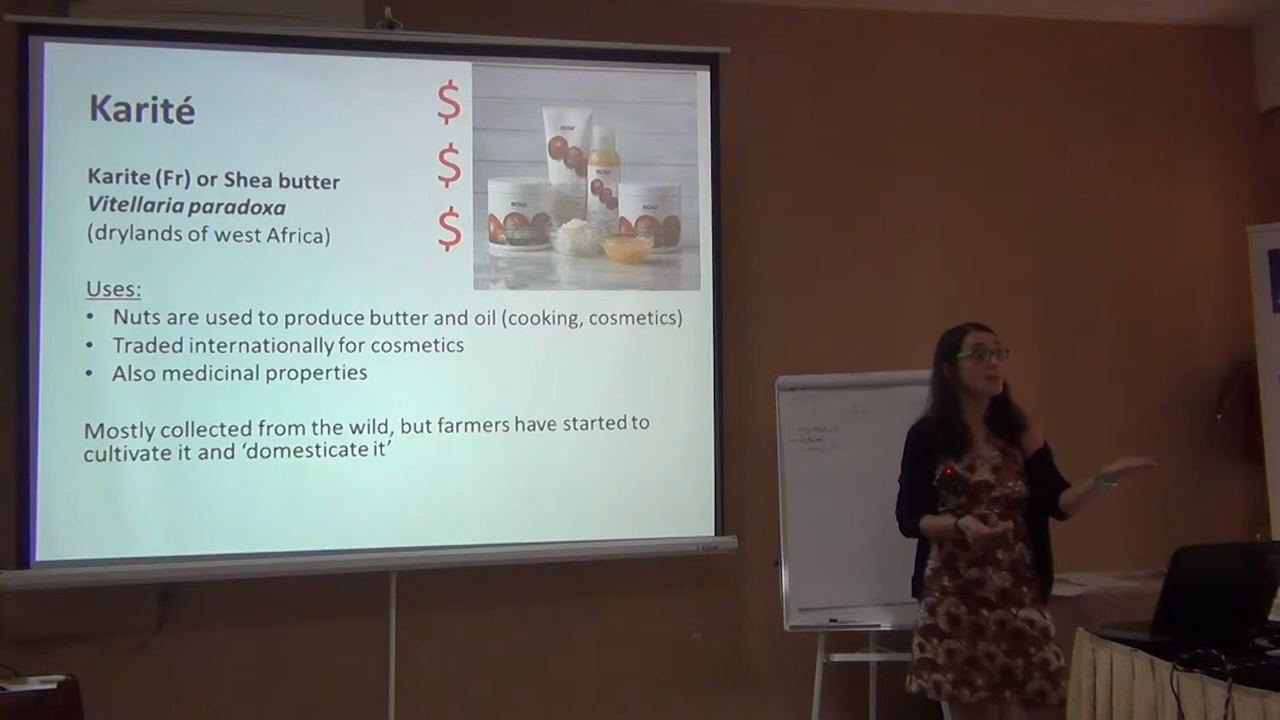 Karité
$
$
$
Karite (Fr) or Shea butter
Vitellaria paradoxa
(drylands of west Africa)
Uses:
• Nuts are used to produce butter and oil (cooking, cosmetics)
• Traded internationally for cosmetics
• Also medicinal properties
Mostly collected from the wild, but farmers have started to
cultivate it and ‘domesticate it’